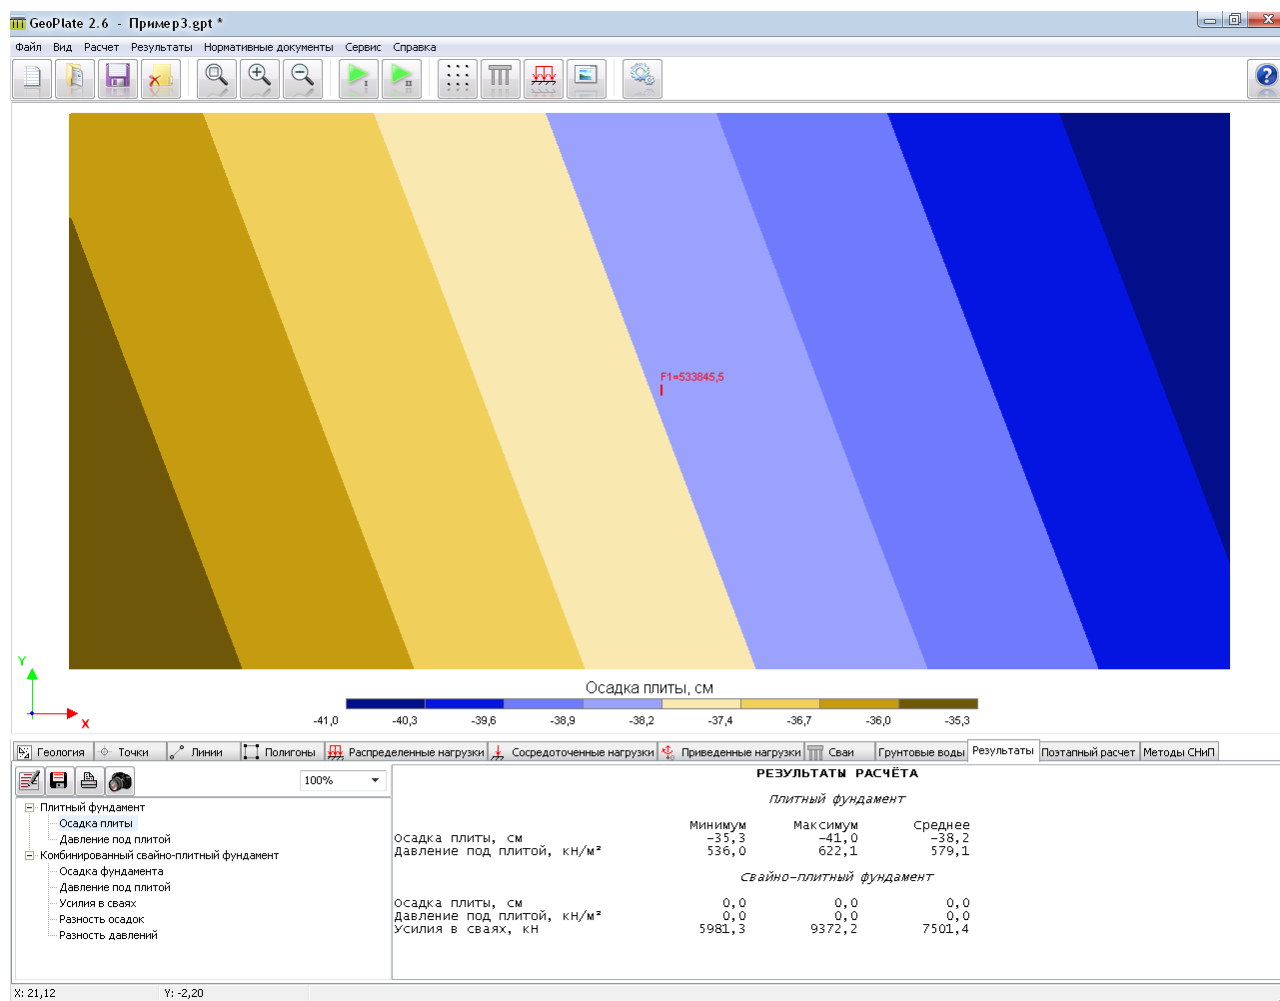 GeoPlate 2.6 - Пример3.gpt *
Файл Вид Расчет Результаты Нормативные документы Сервис Справка
F1=533845,5
Y
X
Осадка плиты, см
-41,0 -40,3 -39,6 -38,9 -38,2 -37,4 -36,7 -36,0 -35,3
Геология Точки Линии Полигоны Распределенные нагрузки Сосредоточенные нагрузки Приведенные нагрузки Сваи Грунтовые воды Результаты Поэтапный расчет Методы СНиП
100%
Плитный фундамент
Осадка плиты
Давление под плитой
Комбинированный свайно-плитный фундамент
Осадка фундамента
Давление под плитой
Усилия в сваях
Разность осадок
Разность давлений
РЕЗУЛЬТАТЫ РАСЧЁТА
Плитный фундамент
Минимум Максимум Среднее
Осадка плиты, см -35,3 -41,0 -38,2
Давление под плитой, кН/м² 536,0 622,1 579,1
Свайно-плитный фундамент
Осадка плиты, см 0,0 0,0 0,0
Давление под плитой, кН/м² 0,0 0,0 0,0
Усилия в сваях, кН 5981,3 9372,2 7501,4
X: 21,12 Y: -2,20